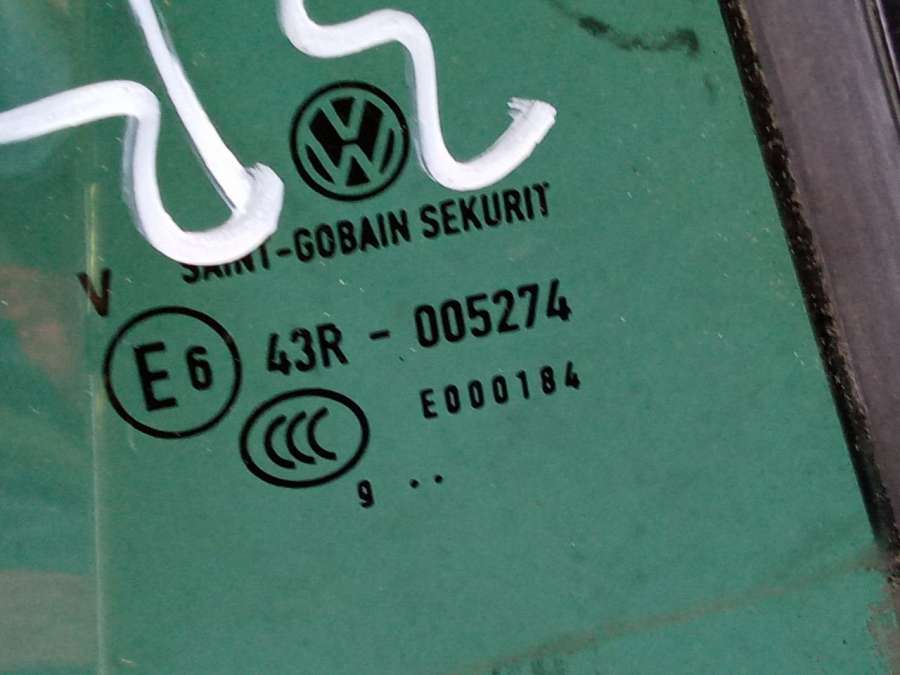 VW
SAINT-GOBAIN SEKURIT
V
E6 43R - 005274
CCC E000184
9 ..